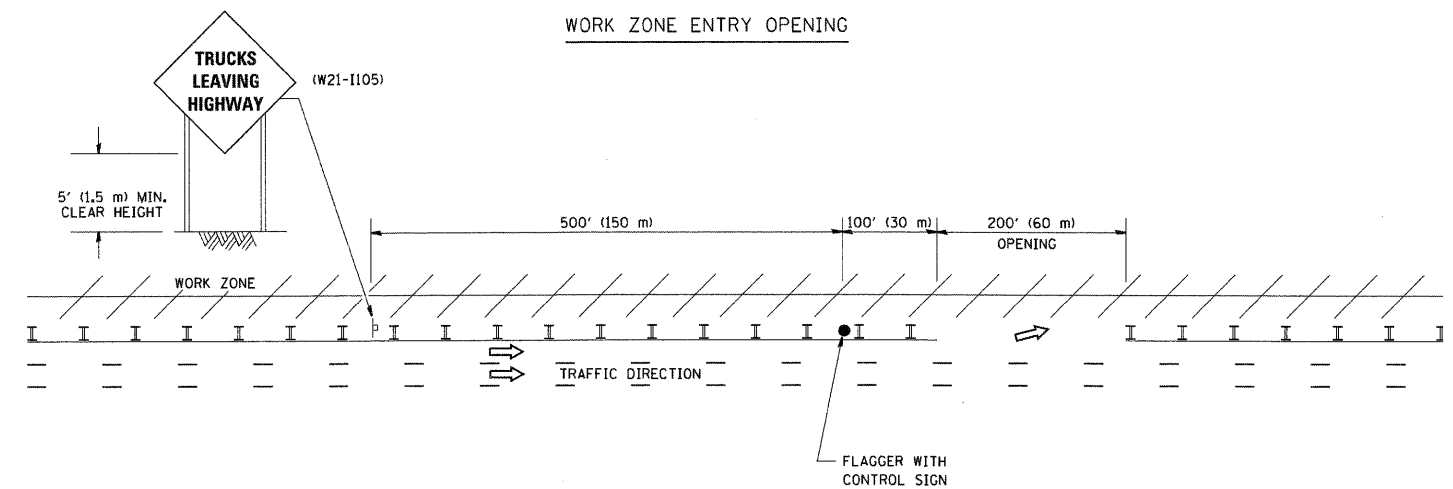 WORK ZONE ENTRY OPENING
TRUCKS
LEAVING
HIGHWAY
(W21-I105)
5' (1.5 m) MIN.
CLEAR HEIGHT
500' (150 m)
100' (30 m)
200' (60 m)
OPENING
WORK ZONE
TRAFFIC DIRECTION
FLAGGER WITH
CONTROL SIGN